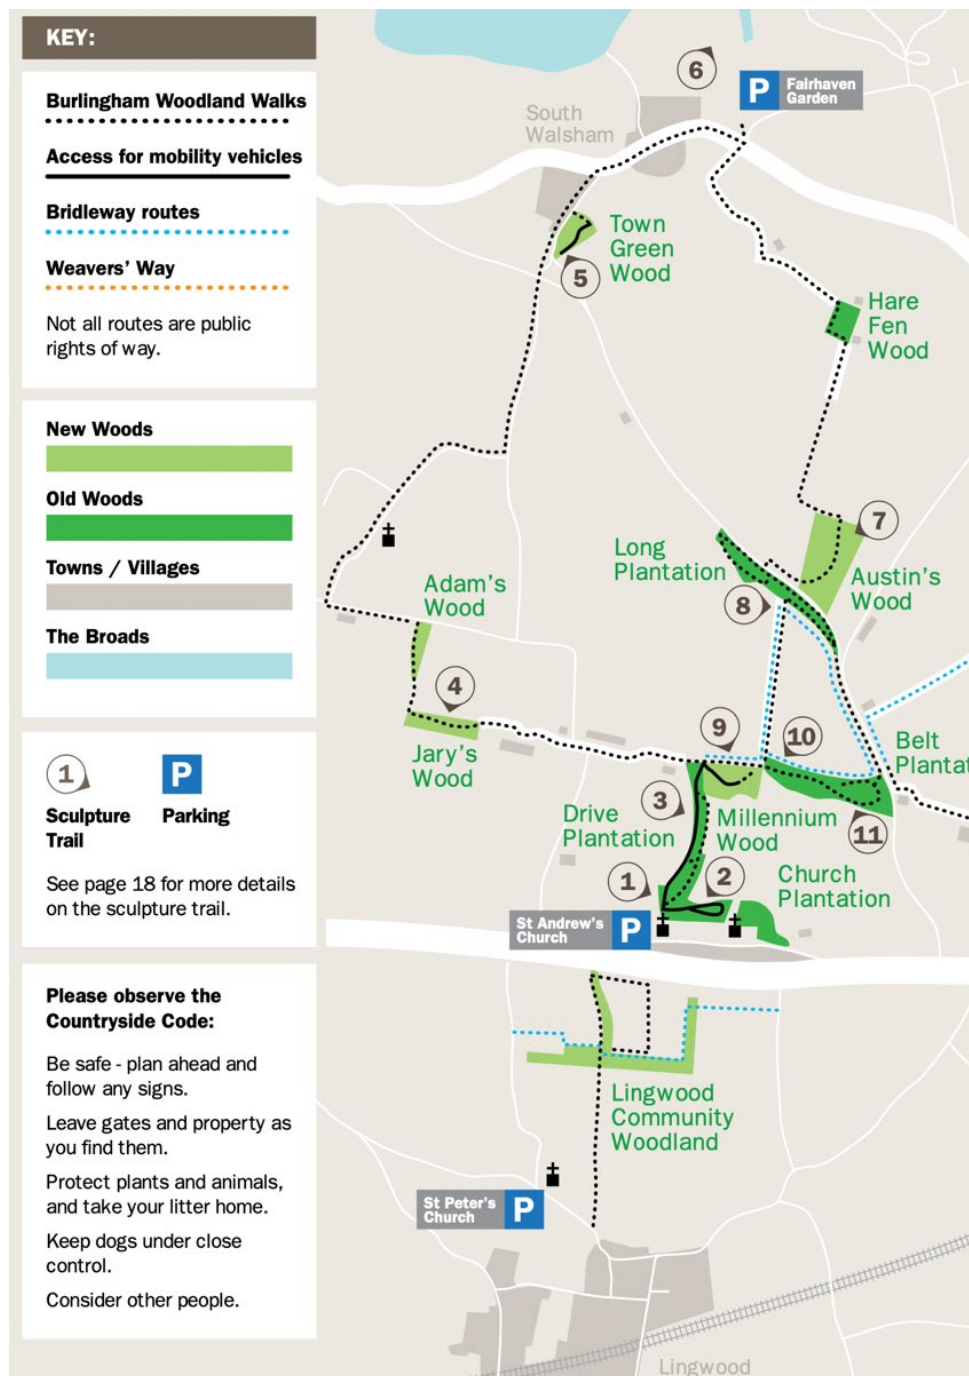 KEY:
Burlingham Woodland Walks
Access for mobility vehicles
Bridleway routes
Weavers' Way
Not all routes are public
rights of way.
New Woods
Old Woods
Towns / Villages
The Broads
1
P
Sculpture
Trail
Parking
See page 18 for more details
on the sculpture trail.
Please observe the
Countryside Code:
Be safe - plan ahead and
follow any signs.
Leave gates and property as
you find them.
Protect plants and animals,
and take your litter home.
Keep dogs under close
control.
Consider other people.
6
P
Fairhaven
Garden
South
Walsham
Town
Green
Wood
5
Hare
Fen
Wood
7
Long
Plantation
Austin's
Wood
Adam's
Wood
8
4
9
10
Jary's
Wood
Belt
Plantat
3
Drive
Plantation
Millennium
Wood
11
1
2
Church
Plantation
St Andrew's
Church
P
Lingwood
Community
Woodland
St Peter's
Church
P
Lingwood